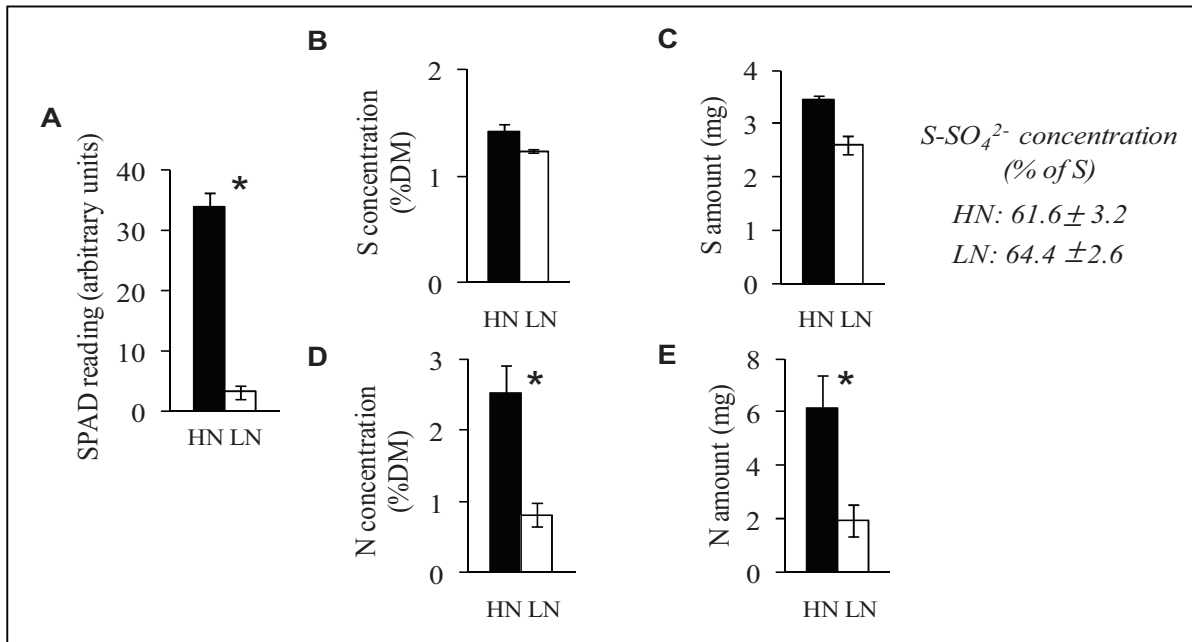 A
SPAD reading (arbitrary units)
40
30
20
10
0
*
HN LN
B
S concentration
(%DM)
2
1
0
HN LN
C
S amount (mg)
4
3
2
1
0
HN LN
S-SO₄²⁻ concentration
(% of S)
HN: 61.6 ± 3.2
LN: 64.4 ±2.6
D
N concentration
(%DM)
3
2
1
0
*
HN LN
E
N amount (mg)
8
6
4
2
0
*
HN LN